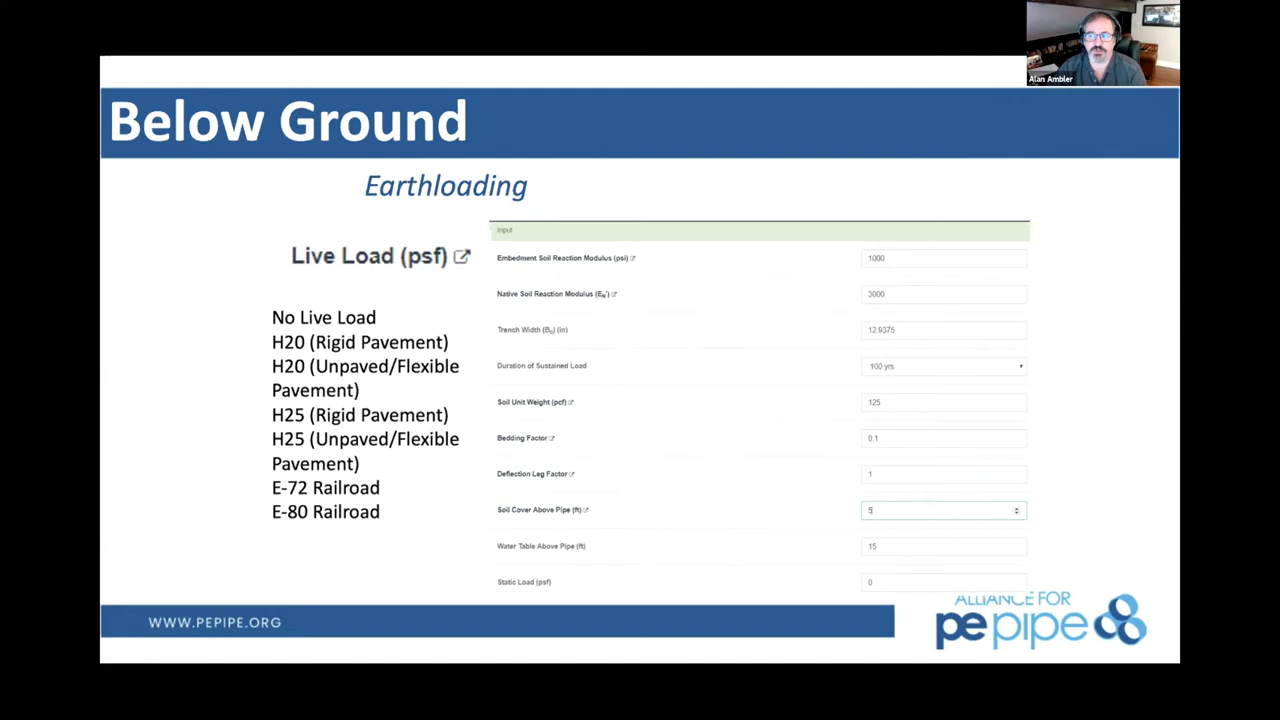 Alan Ambler
Below Ground
Earthloading
Live Load (psf)
No Live Load
H20 (Rigid Pavement)
H20 (Unpaved/Flexible
Pavement)
H25 (Rigid Pavement)
H25 (Unpaved/Flexible
Pavement)
E-72 Railroad
E-80 Railroad
Input
Embedment Soil Reaction Modulus (psi) 1000
Native Soil Reaction Modulus (EN') 3000
Trench Width (Bd) (in) 12.9375
Duration of Sustained Load 100 yrs
Soil Unit Weight (pcf) 125
Bedding Factor 0.1
Deflection Leg Factor 1
Soil Cover Above Pipe (ft) 5
Water Table Above Pipe (ft) 15
Static Load (psf) 0
WWW.PEPIPE.ORG
ALLIANCE FOR
pepipe